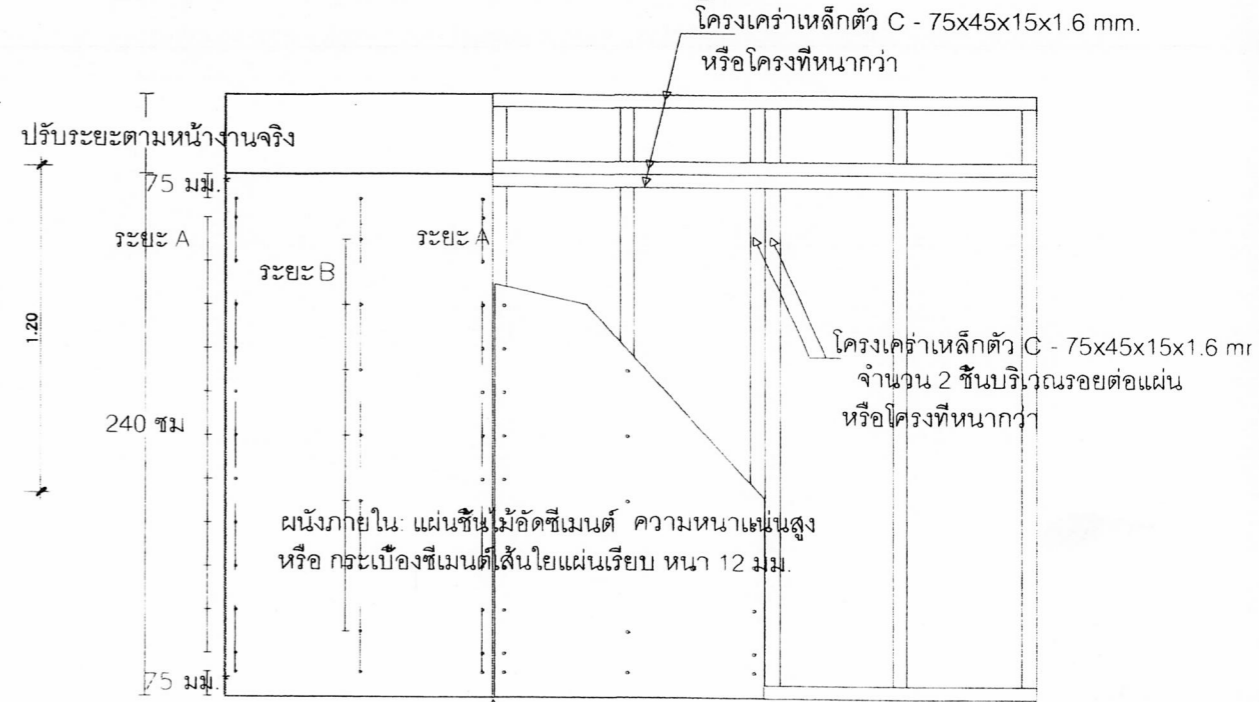 โครงเคร่าเหล็กตัว C - 75x45x15x1.6 mm.
หรือโครงที่หนากว่า
ปรับระยะตามหน้างานจริง
75 มม.
ระยะ A
ระยะ A
ระยะ B
1.20
โครงเคร่าเหล็กตัว C - 75x45x15x1.6 mr
จำนวน 2 ชิ้นบริเวณรอยต่อแผ่น
หรือโครงที่หนากว่า
240 ซม
ผนังภายใน: แผ่นชิ้นไม้อัดซีเมนต์ ความหนาแน่นสูง
หรือ กระเบื้องซีเมนต์เส้นใยแผ่นเรียบ หนา 12 มม.
75 มม.